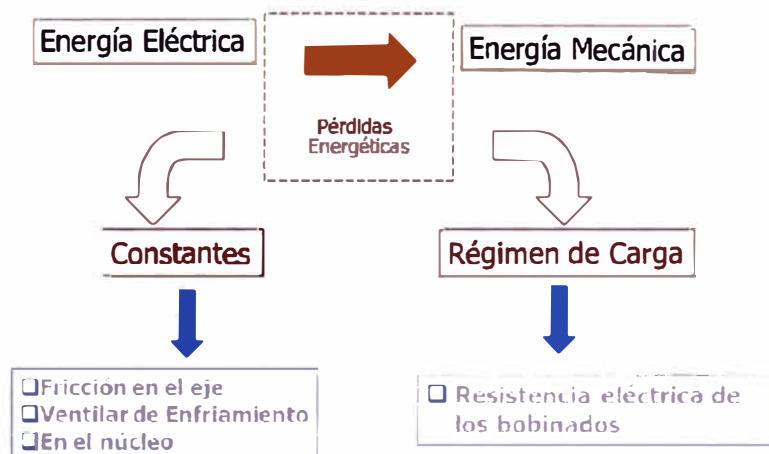 Energía Eléctrica
Energía Mecánica
Pérdidas
Energéticas
Constantes
Régimen de Carga
❑Fricción en el eje
❑Ventilar de Enfriamiento
❑En el núcleo
❑ Resistencia eléctrica de
los bobinados